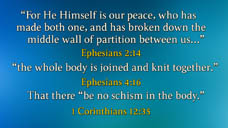 “For He Himself is our peace, who has
made both one, and has broken down the
middle wall of partition between us...”
Ephesians 2:14
“the whole body is joined and knit together.”
Ephesians 4:16
That there “be no schism in the body.”
1 Corinthians 12:35